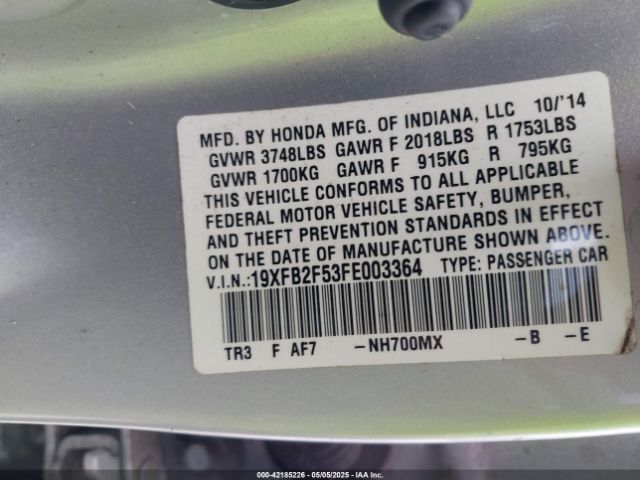 MFD. BY HONDA MFG. OF INDIANA, LLC 10/'14
GVWR 3748LBS GAWR F 2018LBS R 1753LBS
GVWR 1700KG GAWR F 915KG R 795KG
THIS VEHICLE CONFORMS TO ALL APPLICABLE
FEDERAL MOTOR VEHICLE SAFETY, BUMPER,
AND THEFT PREVENTION STANDARDS IN EFFECT
ON THE DATE OF MANUFACTURE SHOWN ABOVE.
V.I.N.:19XFB2F53FE003364 TYPE: PASSENGER CAR
TR3 F AF7 -NH700MX -B -E
000-42185226 - 05/05/2025 - IAA Inc.